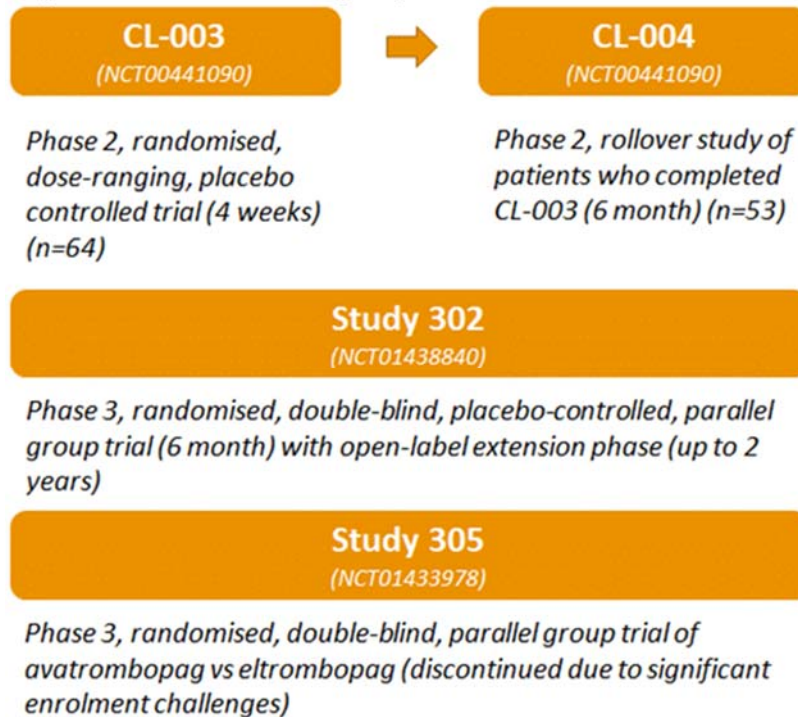 CL-003
(NCT00441090)
Phase 2, randomised,
dose-ranging, placebo
controlled trial (4 weeks)
(n=64)
CL-004
(NCT00441090)
Phase 2, rollover study of
patients who completed
CL-003 (6 month) (n=53)
Study 302
(NCT01438840)
Phase 3, randomised, double-blind, placebo-controlled, parallel
group trial (6 month) with open-label extension phase (up to 2
years)
Study 305
(NCT01433978)
Phase 3, randomised, double-blind, parallel group trial of
avatrombopag vs eltrombopag (discontinued due to significant
enrolment challenges)